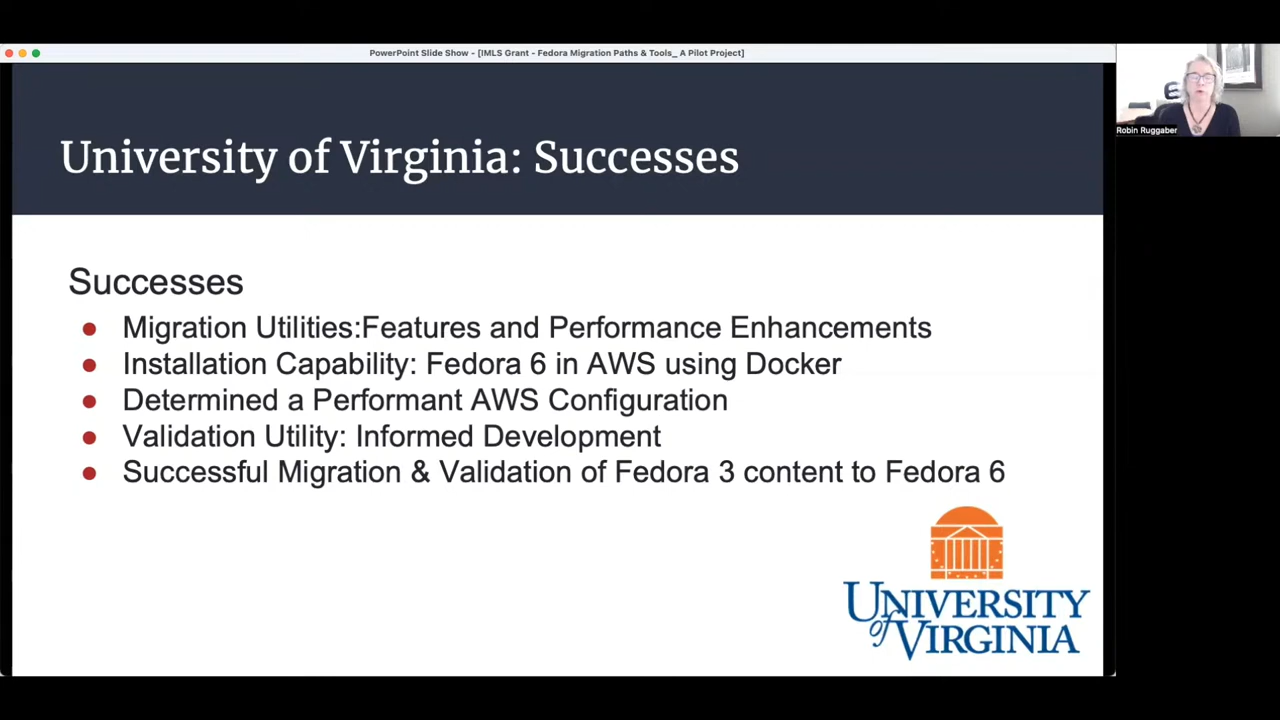 PowerPoint Slide Show - [IMLS Grant - Fedora Migration Paths & Tools_ A Pilot Project]
Robin Ruggaber
University of Virginia: Successes
Successes
Migration Utilities:Features and Performance Enhancements
Installation Capability: Fedora 6 in AWS using Docker
Determined a Performant AWS Configuration
Validation Utility: Informed Development
Successful Migration & Validation of Fedora 3 content to Fedora 6
UNIVERSITY
of VIRGINIA